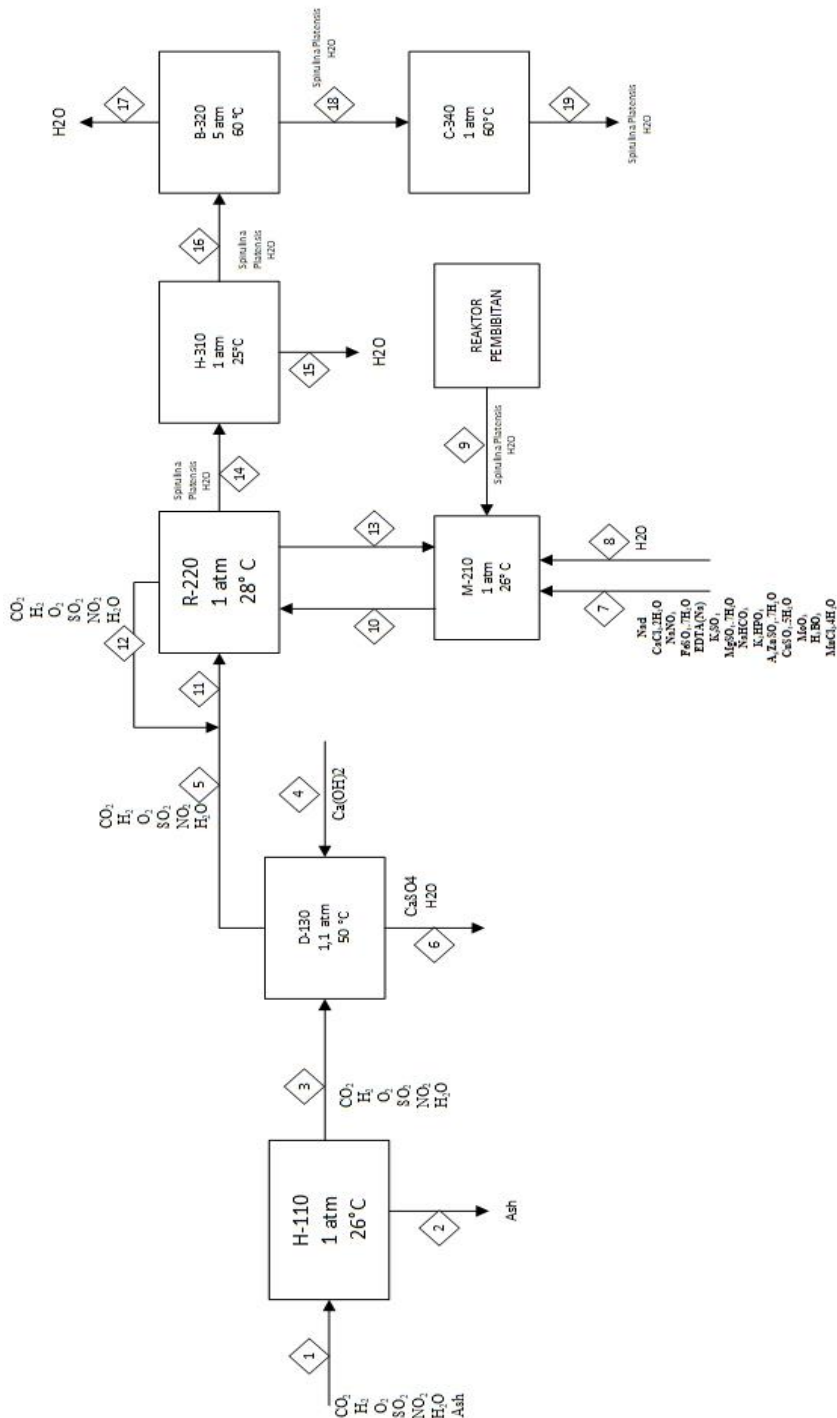 CO₂
H₂
O₂
SO₂
NO₂
H₂O
Ash
1
H-110
1 atm
26°C
2
Ash
3
CO₂
H₂
O₂
SO₂
NO₂
H₂O
D-130
1,1 atm
50 °C
4
Ca(OH)2
6
CaSO4
H2O
5
CO₂
H₂
O₂
SO₂
NO₂
H₂O
11
12
CO₂
H₂
O₂
SO₂
NO₂
H₂O
R-220
1 atm
28° C
10
13
M-210
1 atm
26° C
7
CaCl₂.2H₂O
NaNO₃
FeSO₄.7H₂O
EDTA(Na)
K₂SO₄
MgSO₄.7H₂O
NaHCO₃
K₂HPO₄
CuSO₄.5H₂O
MoO₃
H₃BO₃
8
H2O
9
Spirulina Platensis
H2O
REAKTOR
PEMBIBITAN
14
Spirulina
Platensis
H2O
H-310
1 atm
25°C
15
H2O
16
Spirulina
Platensis
H2O
B-320
5 atm
60 °C
17
H2O
18
Spirulina Platensis
H2O
C-340
1 atm
60° C
19
Spirulina Platensis
H2O